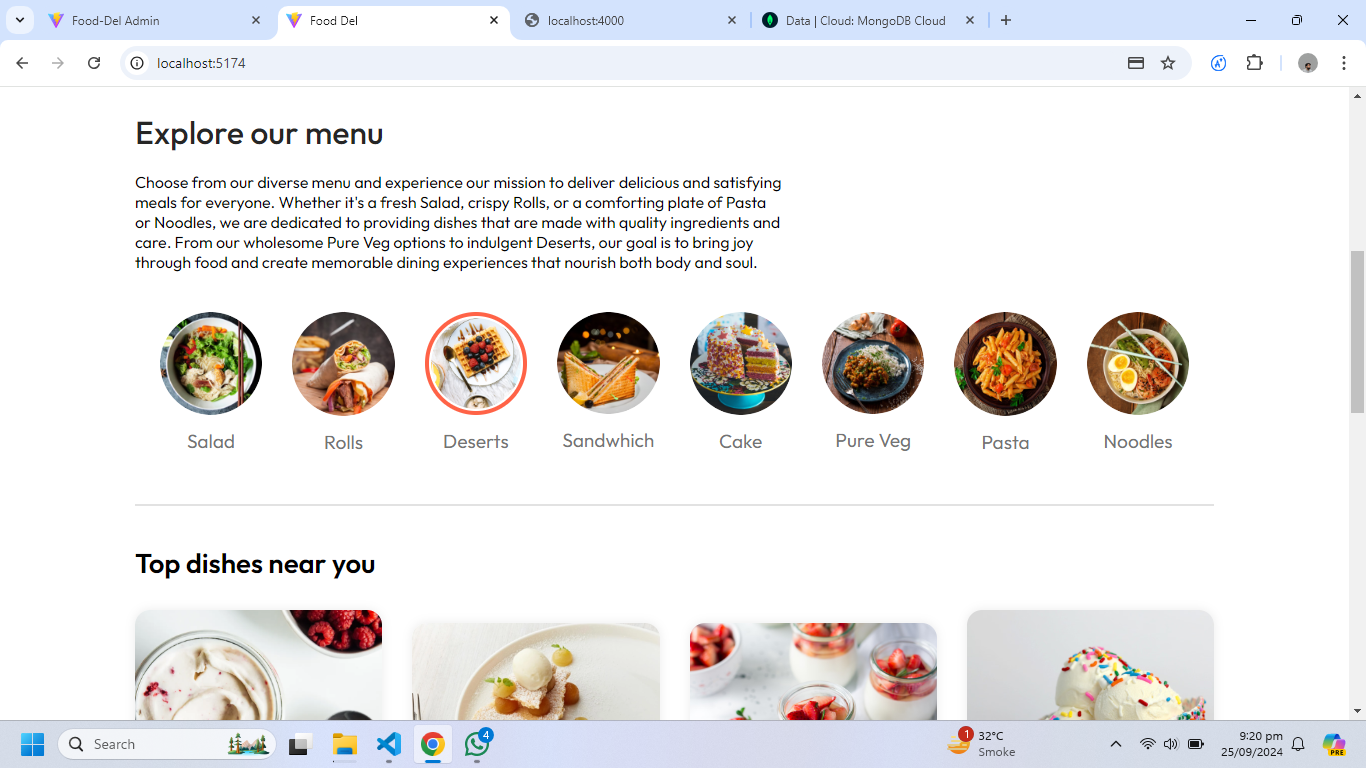 Food-Del Admin
Food Del
localhost:4000
Data | Cloud: MongoDB Cloud
localhost:5174
Explore our menu
Choose from our diverse menu and experience our mission to deliver delicious and satisfying
meals for everyone. Whether it's a fresh Salad, crispy Rolls, or a comforting plate of Pasta
or Noodles, we are dedicated to providing dishes that are made with quality ingredients and
care. From our wholesome Pure Veg options to indulgent Deserts, our goal is to bring joy
through food and create memorable dining experiences that nourish both body and soul.
Salad
Rolls
Deserts
Sandwhich
Cake
Pure Veg
Pasta
Noodles
Top dishes near you
Search
4
1
32°C
Smoke
9:20 pm
25/09/2024
PRE